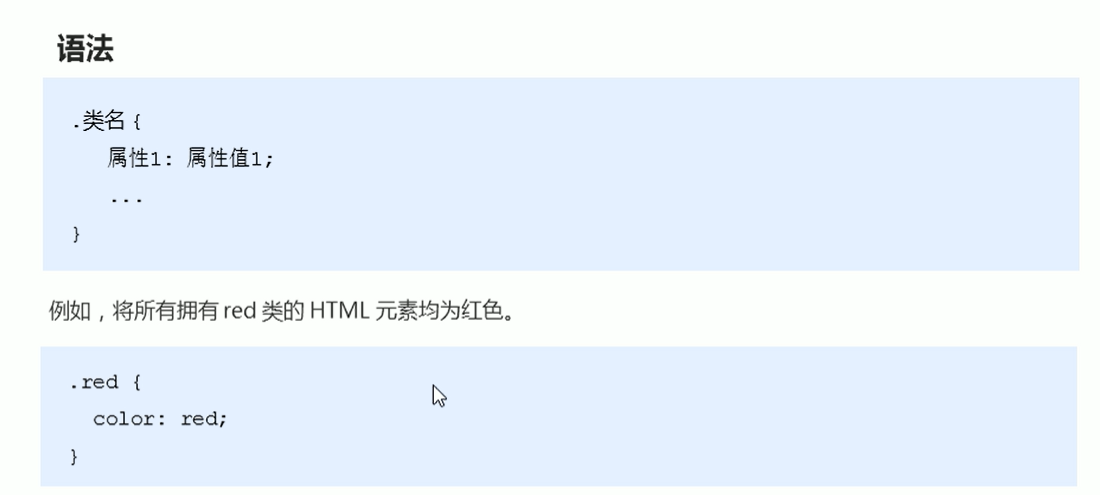 语法
.类名 {
属性1: 属性值1;
...
}
例如，将所有拥有 red 类的 HTML 元素均为红色。
.red {
color: red;
}